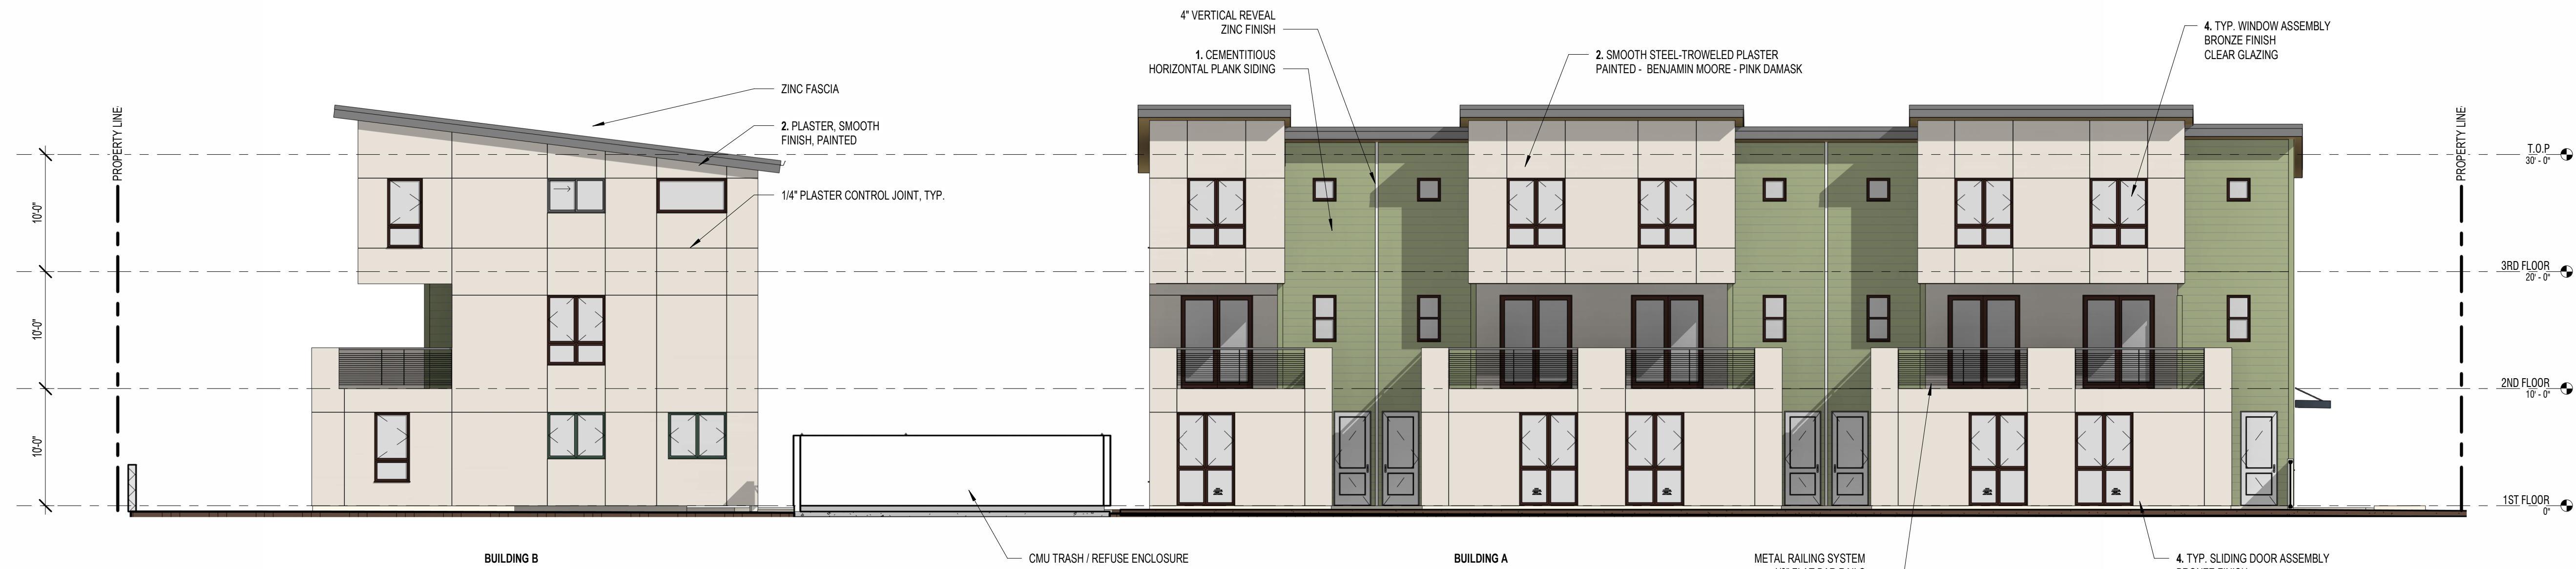 4" VERTICAL REVEAL
ZINC FINISH
1. CEMENTITIOUS
HORIZONTAL PLANK SIDING
2. SMOOTH STEEL-TROWELED PLASTER
PAINTED - BENJAMIN MOORE - PINK DAMASK
4. TYP. WINDOW ASSEMBLY
BRONZE FINISH
CLEAR GLAZING
ZINC FASCIA
2. PLASTER, SMOOTH
FINISH, PAINTED
1/4" PLASTER CONTROL JOINT, TYP.
PROPERTY LINE
PROPERTY LINE
10'-0"
10'-0"
10'-0"
T.O.P
30' - 0"
3RD FLOOR
20' - 0"
2ND FLOOR
10' - 0"
1ST FLOOR
0"
BUILDING B
CMU TRASH / REFUSE ENCLOSURE
BUILDING A
METAL RAILING SYSTEM
4. TYP. SLIDING DOOR ASSEMBLY